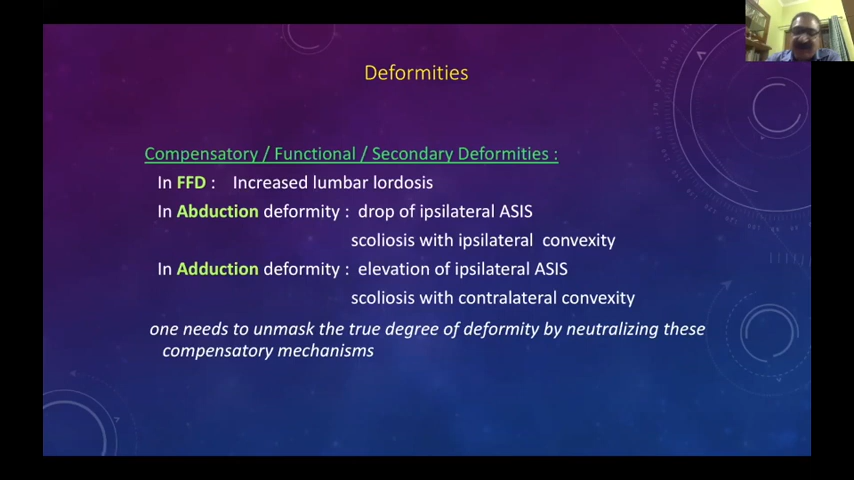 Deformities
Compensatory / Functional / Secondary Deformities :
In FFD : Increased lumbar lordosis
In Abduction deformity : drop of ipsilateral ASIS
scoliosis with ipsilateral convexity
In Adduction deformity : elevation of ipsilateral ASIS
scoliosis with contralateral convexity
one needs to unmask the true degree of deformity by neutralizing these
compensatory mechanisms